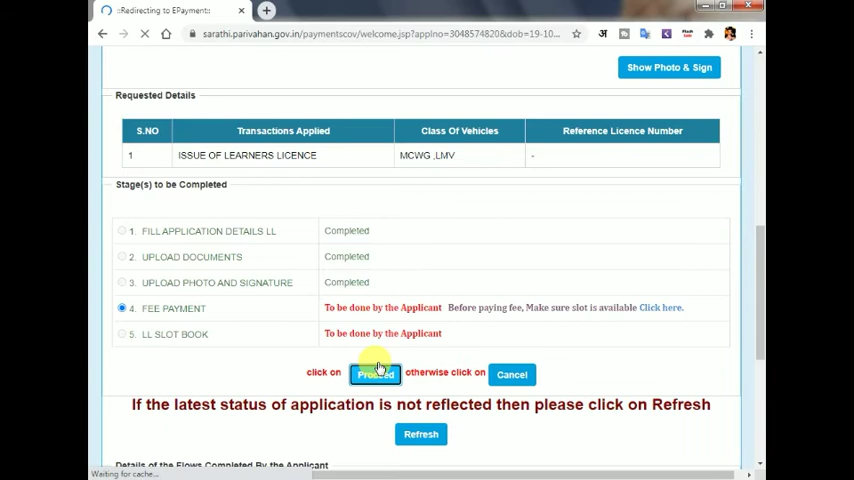 ::Redirecting to EPayment::
sarathi.parivahan.gov.in/paymentscov/welcome.jsp?applno=3048574820&dob=19-10...
Show Photo & Sign
Requested Details
S.NO Transactions Applied Class Of Vehicles Reference Licence Number
1 ISSUE OF LEARNERS LICENCE MCWG ,LMV -
Stage(s) to be Completed
1. FILL APPLICATION DETAILS LL Completed
2. UPLOAD DOCUMENTS Completed
3. UPLOAD PHOTO AND SIGNATURE Completed
4. FEE PAYMENT To be done by the Applicant Before paying fee, Make sure slot is available Click here.
5. LL SLOT BOOK To be done by the Applicant
click on Proceed otherwise click on Cancel
If the latest status of application is not reflected then please click on Refresh
Refresh
Details of the Flows Completed By the Applicant
Waiting for cache...